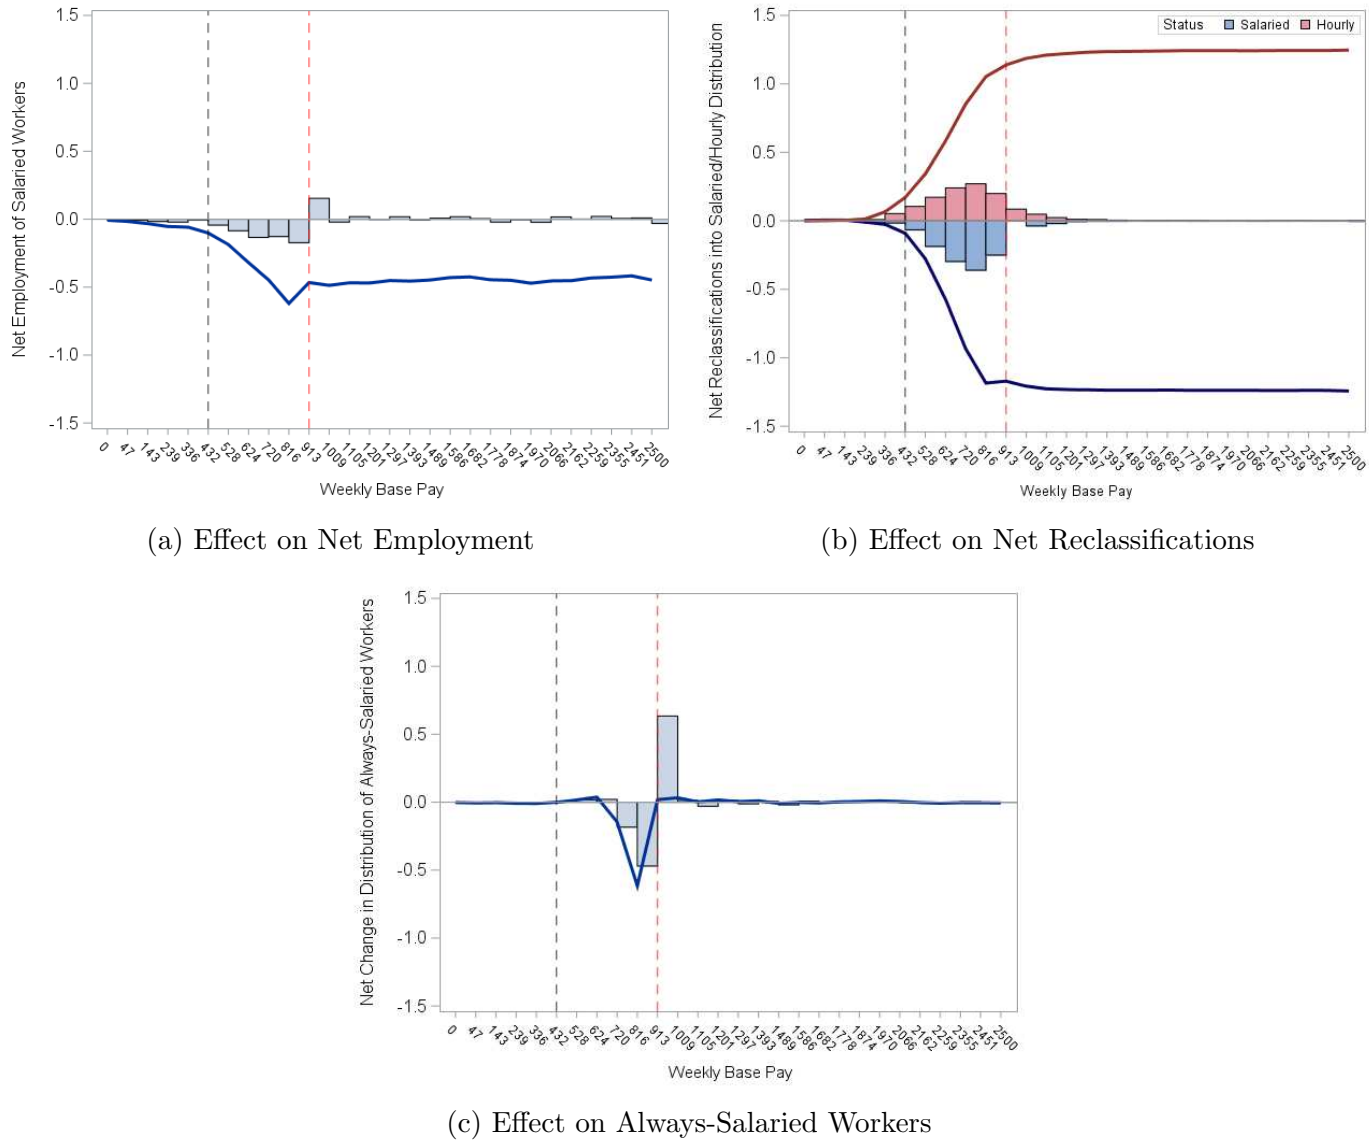 Net Employment of Salaried Workers
1.5
1.0
0.5
0.0
-0.5
-1.0
-1.5
0 47 143 239 336 432 528 624 720 816 913 1009 1105 1201 1297 1393 1489 1586 1682 1778 1874 1970 2066 2162 2259 2355 2451 2500
Weekly Base Pay
(a) Effect on Net Employment
Net Reclassifications into Salaried/Hourly Distribution
Status Salaried Hourly
1.5
1.0
0.5
0.0
-0.5
-1.0
-1.5
0 47 143 239 336 432 528 624 720 816 913 1009 1105 1201 1297 1393 1489 1586 1682 1778 1874 1970 2066 2162 2259 2355 2451 2500
Weekly Base Pay
(b) Effect on Net Reclassifications
Net Change in Distribution of Always-Salaried Workers
1.5
1.0
0.5
0.0
-0.5
-1.0
-1.5
0 47 143 239 336 432 528 624 720 816 913 1009 1105 1201 1297 1393 1489 1586 1682 1778 1874 1970 2066 2162 2259 2355 2451 2500
Weekly Base Pay
(c) Effect on Always-Salaried Workers